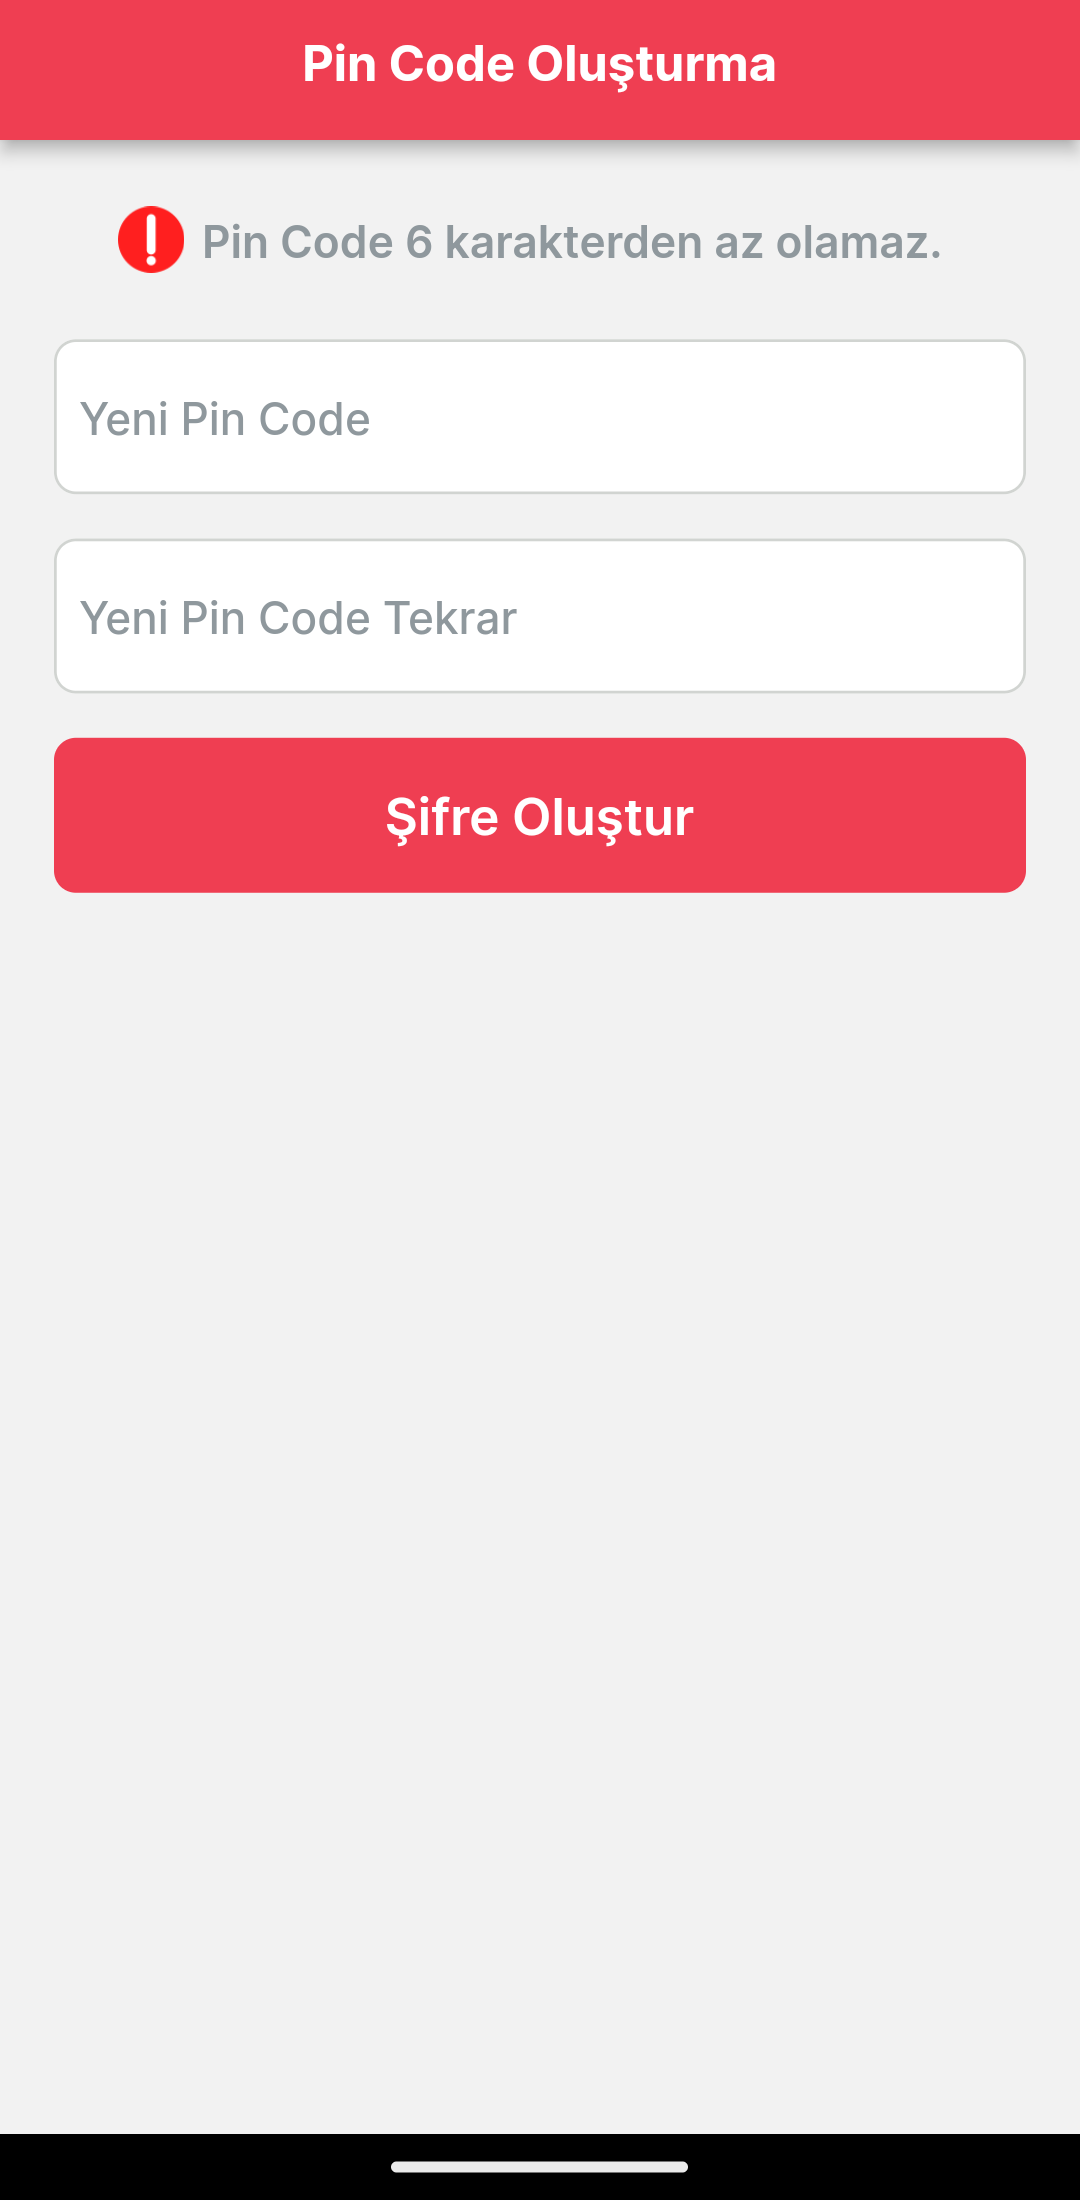 Pin Code Oluşturma
Pin Code 6 karakterden az olamaz.
Yeni Pin Code
Yeni Pin Code Tekrar
Şifre Oluştur